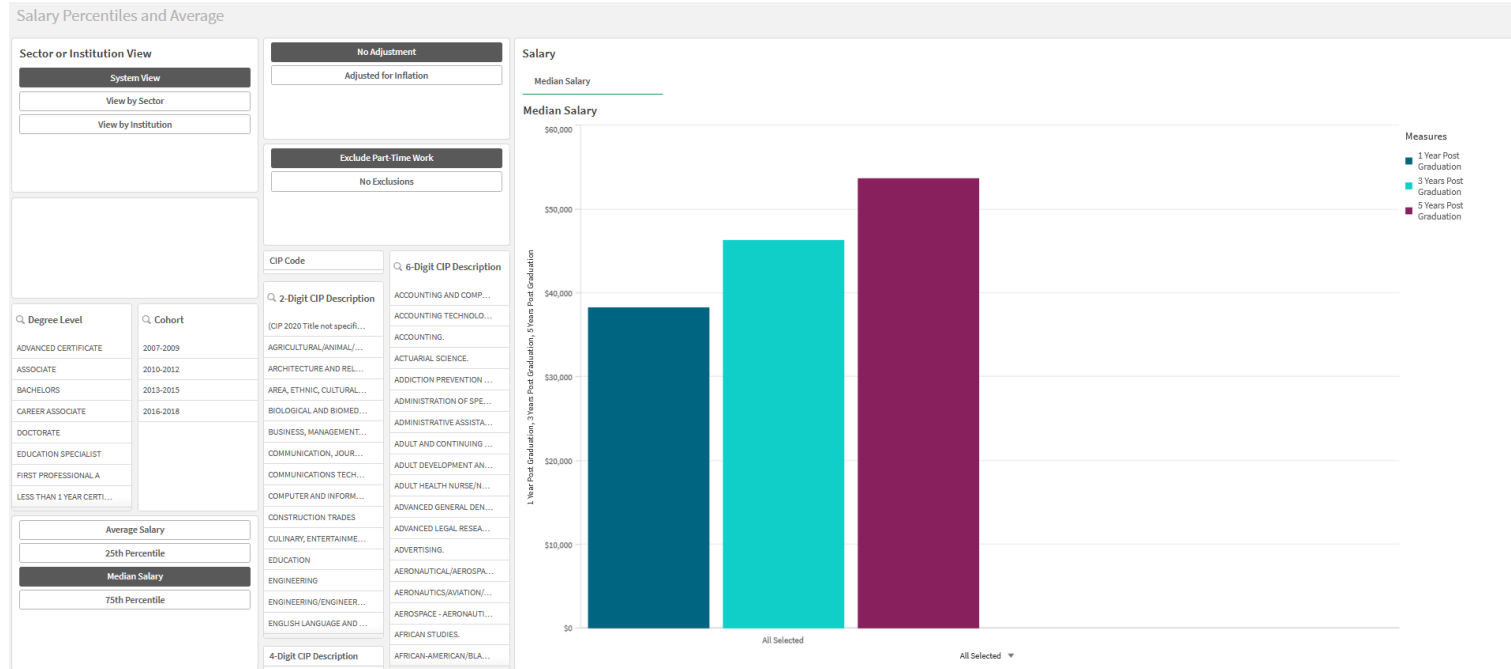 Salary Percentiles and Average
Sector or Institution View
System View
View by Sector
View by Institution
No Adjustment
Adjusted for Inflation
Exclude Part-Time Work
No Exclusions
Degree Level
ADVANCED CERTIFICATE
ASSOCIATE
BACHELORS
CAREER ASSOCIATE
DOCTORATE
EDUCATION SPECIALIST
FIRST PROFESSIONAL A
LESS THAN 1 YEAR CERTI...
Cohort
2007-2009
2010-2012
2013-2015
2016-2018
Average Salary
25th Percentile
Median Salary
75th Percentile
CIP Code
2-Digit CIP Description
(CIP 2020 Title not specifi...
AGRICULTURAL/ANIMAL/...
ARCHITECTURE AND REL...
AREA, ETHNIC, CULTURAL...
BIOLOGICAL AND BIOMED...
BUSINESS, MANAGEMENT...
COMMUNICATION, JOUR...
COMMUNICATIONS TECH...
COMPUTER AND INFORM...
CONSTRUCTION TRADES
CULINARY, ENTERTAINME...
EDUCATION
ENGINEERING
ENGINEERING/ENGINEER...
ENGLISH LANGUAGE AND ...
4-Digit CIP Description
6-Digit CIP Description
ACCOUNTING AND COMP...
ACCOUNTING TECHNOLO...
ACCOUNTING.
ACTUARIAL SCIENCE.
ADDICTION PREVENTION ...
ADMINISTRATION OF SPE...
ADMINISTRATIVE ASSISTA...
ADULT AND CONTINUING ...
ADULT DEVELOPMENT AN...
ADULT HEALTH NURSE/N...
ADVANCED GENERAL DEN...
ADVANCED LEGAL RESEA...
ADVERTISING.
AERONAUTICAL/AEROSPA...
AERONAUTICS/AVIATION/...
AEROSPACE - AERONAUTI...
AFRICAN STUDIES.
AFRICAN-AMERICAN/BLA...
Salary
Median Salary
Median Salary
1 Year Post Graduation, 3 Years Post Graduation, 5 Years Post Graduation
$60,000
$50,000
$40,000
$30,000
$20,000
$10,000
$0
All Selected
All Selected
Measures
1 Year Post
Graduation
3 Years Post
Graduation
5 Years Post
Graduation